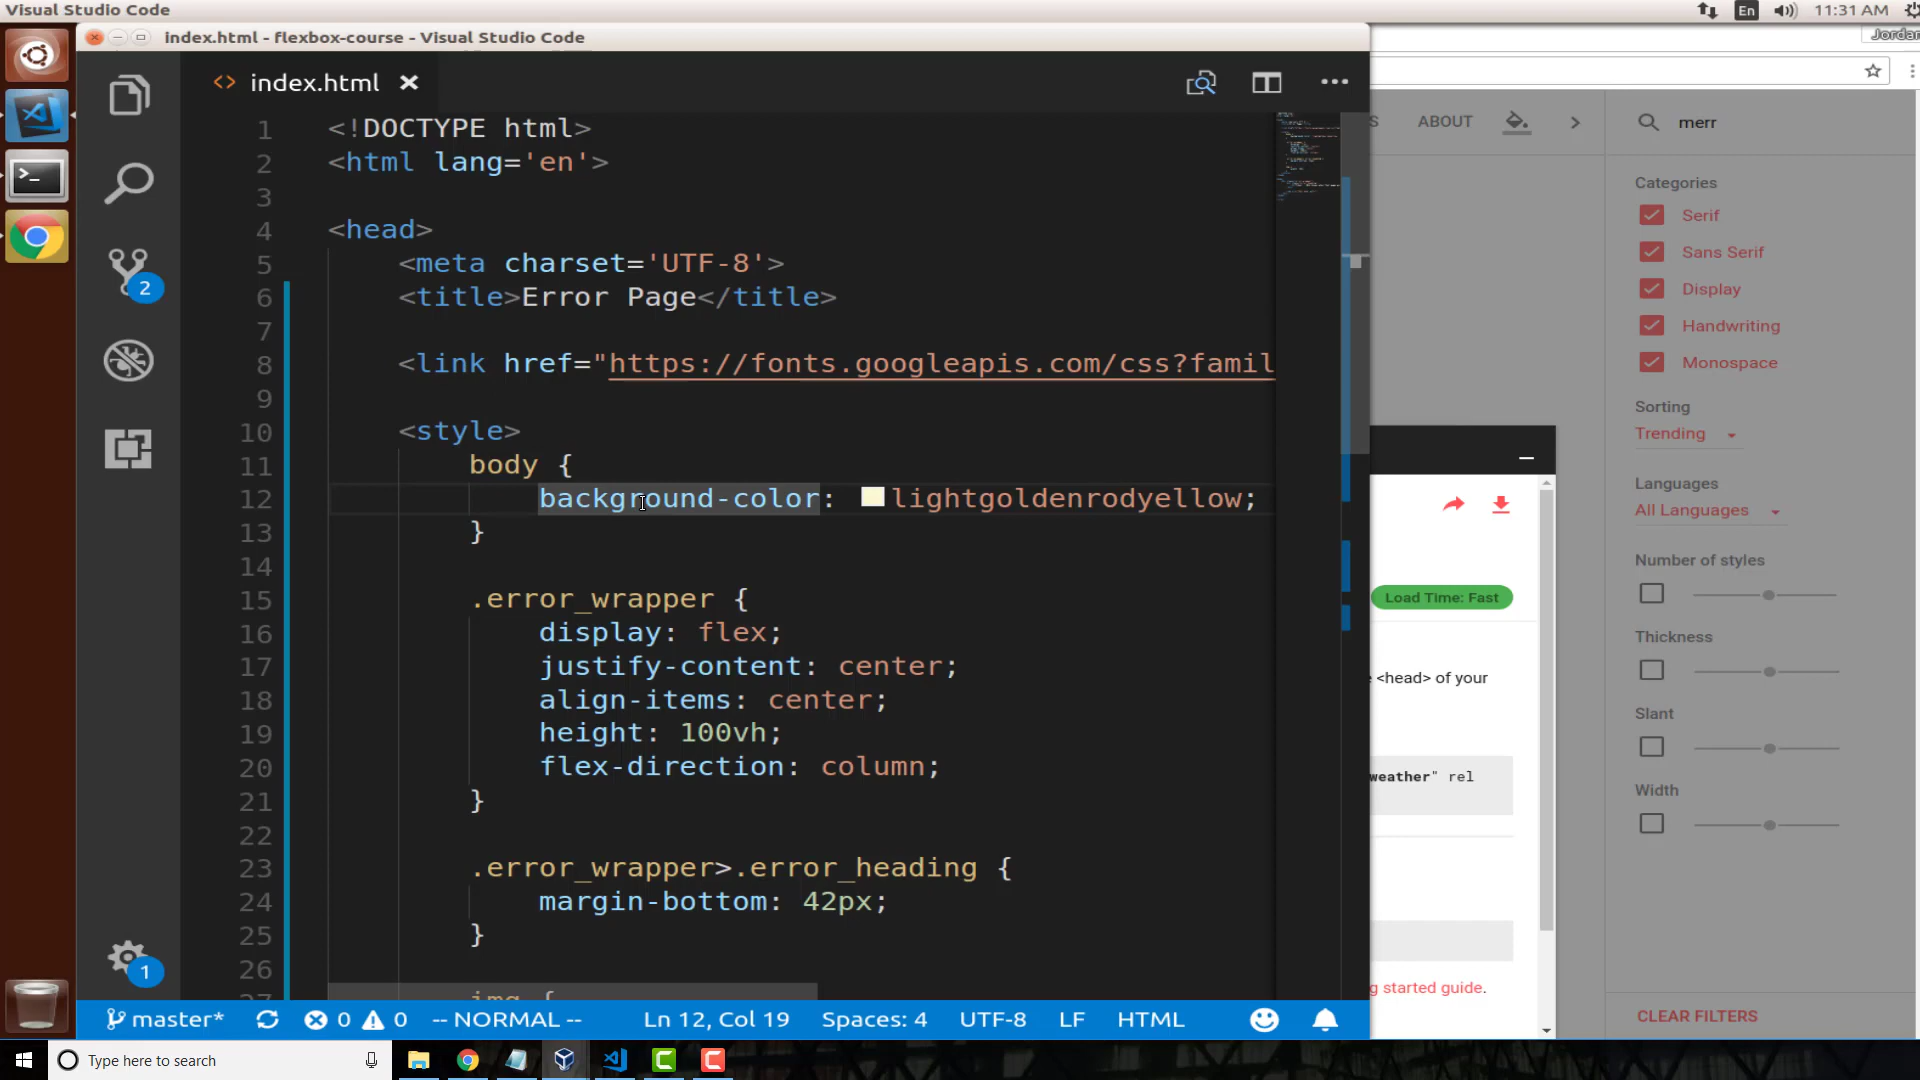 Visual Studio Code
En
11:31 AM
index.html - flexbox-course - Visual Studio Code
Jordan
<> index.html
1 <!DOCTYPE html>
2 <html lang='en'>
3
4 <head>
5 <meta charset='UTF-8'>
6 <title>Error Page</title>
7
8 <link href="https://fonts.googleapis.com/css?famil
9
10 <style>
11 body {
12 background-color: lightgoldenrodyellow;
13 }
14
15 .error_wrapper {
16 display: flex;
17 justify-content: center;
18 align-items: center;
19 height: 100vh;
20 flex-direction: column;
21 }
22
23 .error_wrapper>.error_heading {
24 margin-bottom: 42px;
25 }
26
27 img {
2
1
S
ABOUT
merr
Categories
Serif
Sans Serif
Display
Handwriting
Monospace
Sorting
Trending
Languages
All Languages
Number of styles
Thickness
Slant
Width
CLEAR FILTERS
Load Time: Fast
<head> of your
weather" rel
g started guide.
master*
0
0
-- NORMAL --
Ln 12, Col 19
Spaces: 4
UTF-8
LF
HTML
Type here to search